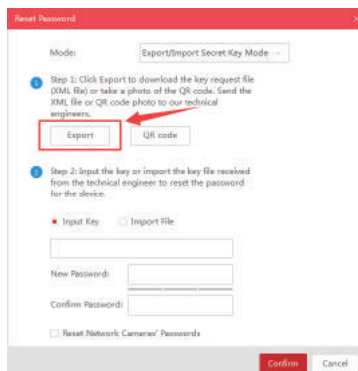 Reset Password
Mode:
Export/Import Secret Key Mode
Step 1: Click Export to download the key request file
(XML file) or take a photo of the QR code. Send the
XML file or QR code photo to our technical
engineers.
Export
QR code
Step 2: Input the key or import the key file received
from the technical engineer to reset the password
for the device.
Input Key
Import File
New Password:
Confirm Password:
Reset Network Cameras' Passwords
Confirm
Cancel